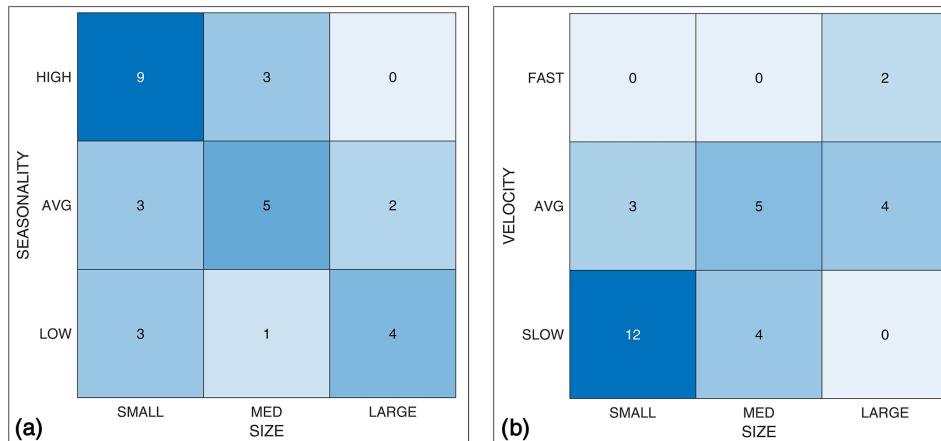 HIGH 9 3 0
AVG 3 5 2
LOW 3 1 4
SMALL MED LARGE
SIZE
SEASONALITY
(a)
FAST 0 0 2
AVG 3 5 4
SLOW 12 4 0
SMALL MED LARGE
SIZE
VELOCITY
(b)